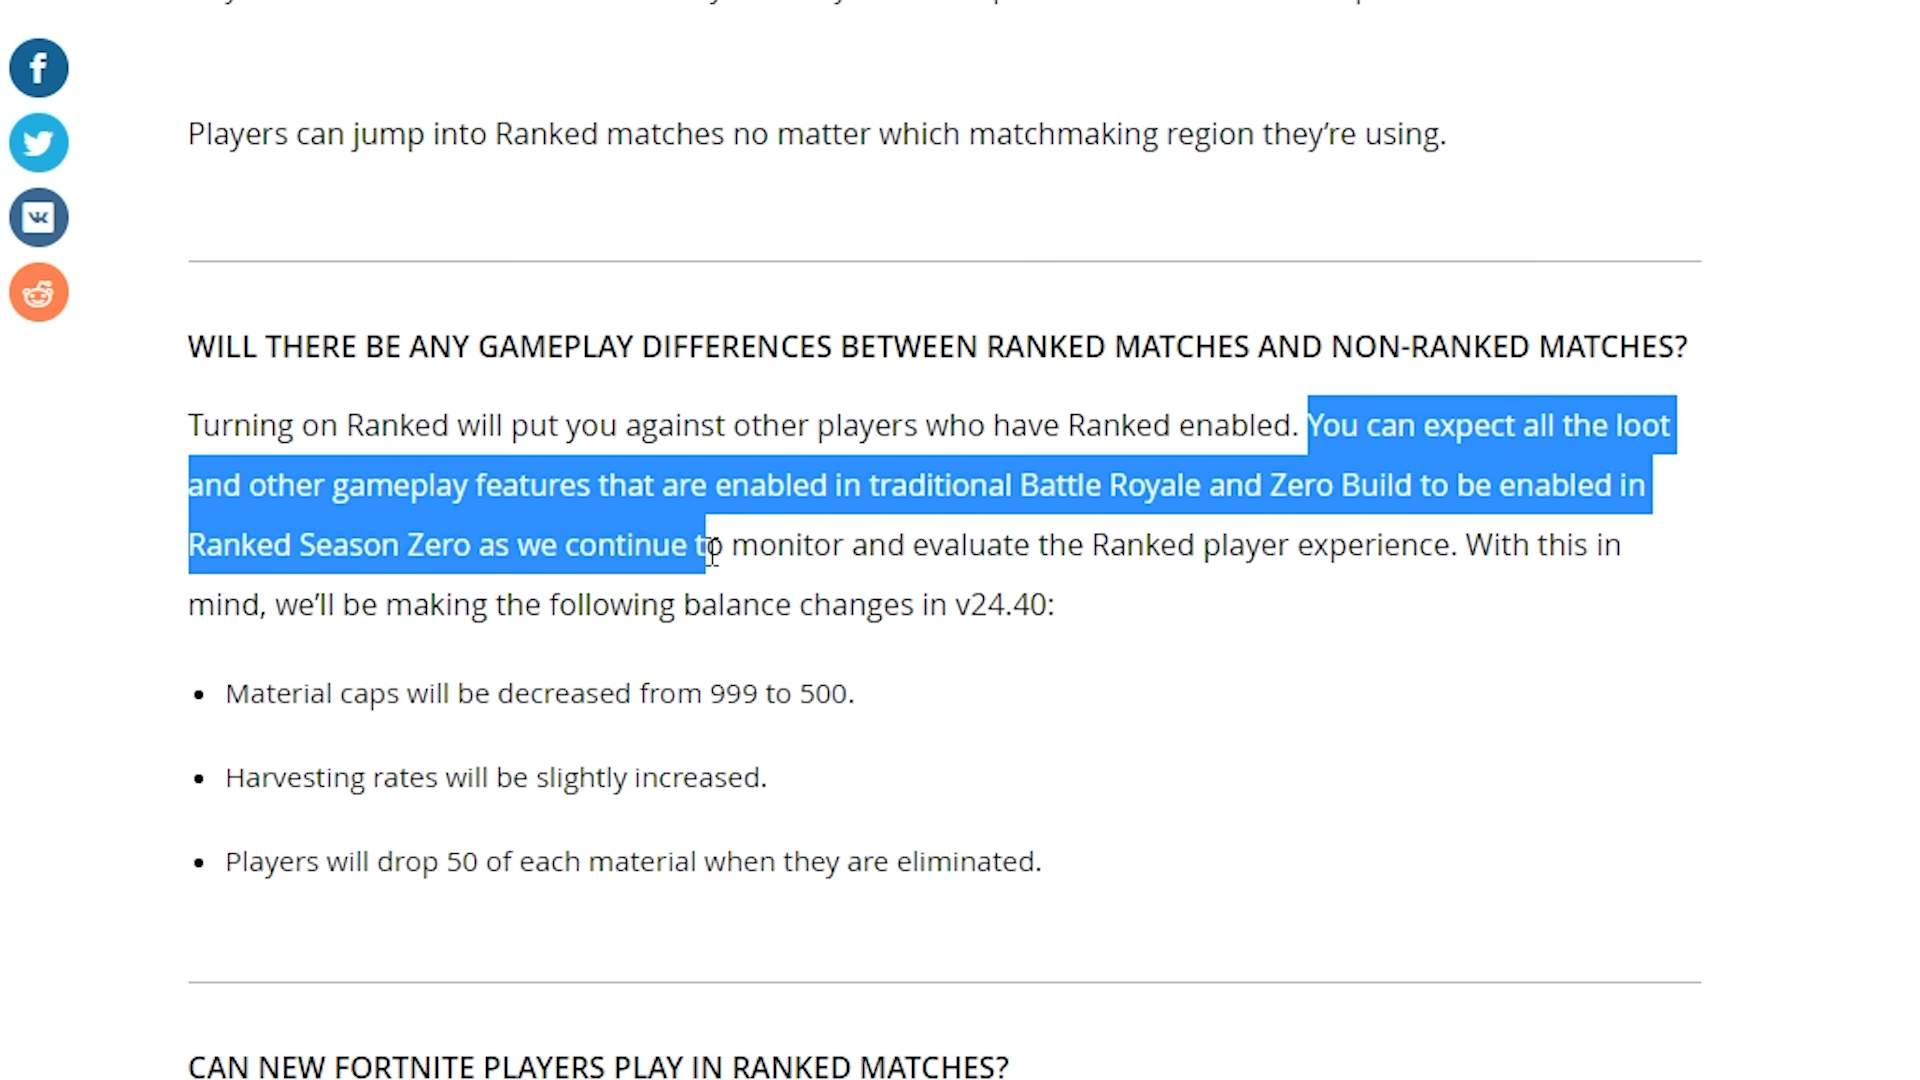 Players can jump into Ranked matches no matter which matchmaking region they’re using.
WILL THERE BE ANY GAMEPLAY DIFFERENCES BETWEEN RANKED MATCHES AND NON-RANKED MATCHES?
Turning on Ranked will put you against other players who have Ranked enabled. You can expect all the loot
and other gameplay features that are enabled in traditional Battle Royale and Zero Build to be enabled in
Ranked Season Zero as we continue to monitor and evaluate the Ranked player experience. With this in
mind, we’ll be making the following balance changes in v24.40:
• Material caps will be decreased from 999 to 500.
• Harvesting rates will be slightly increased.
• Players will drop 50 of each material when they are eliminated.
CAN NEW FORTNITE PLAYERS PLAY IN RANKED MATCHES?